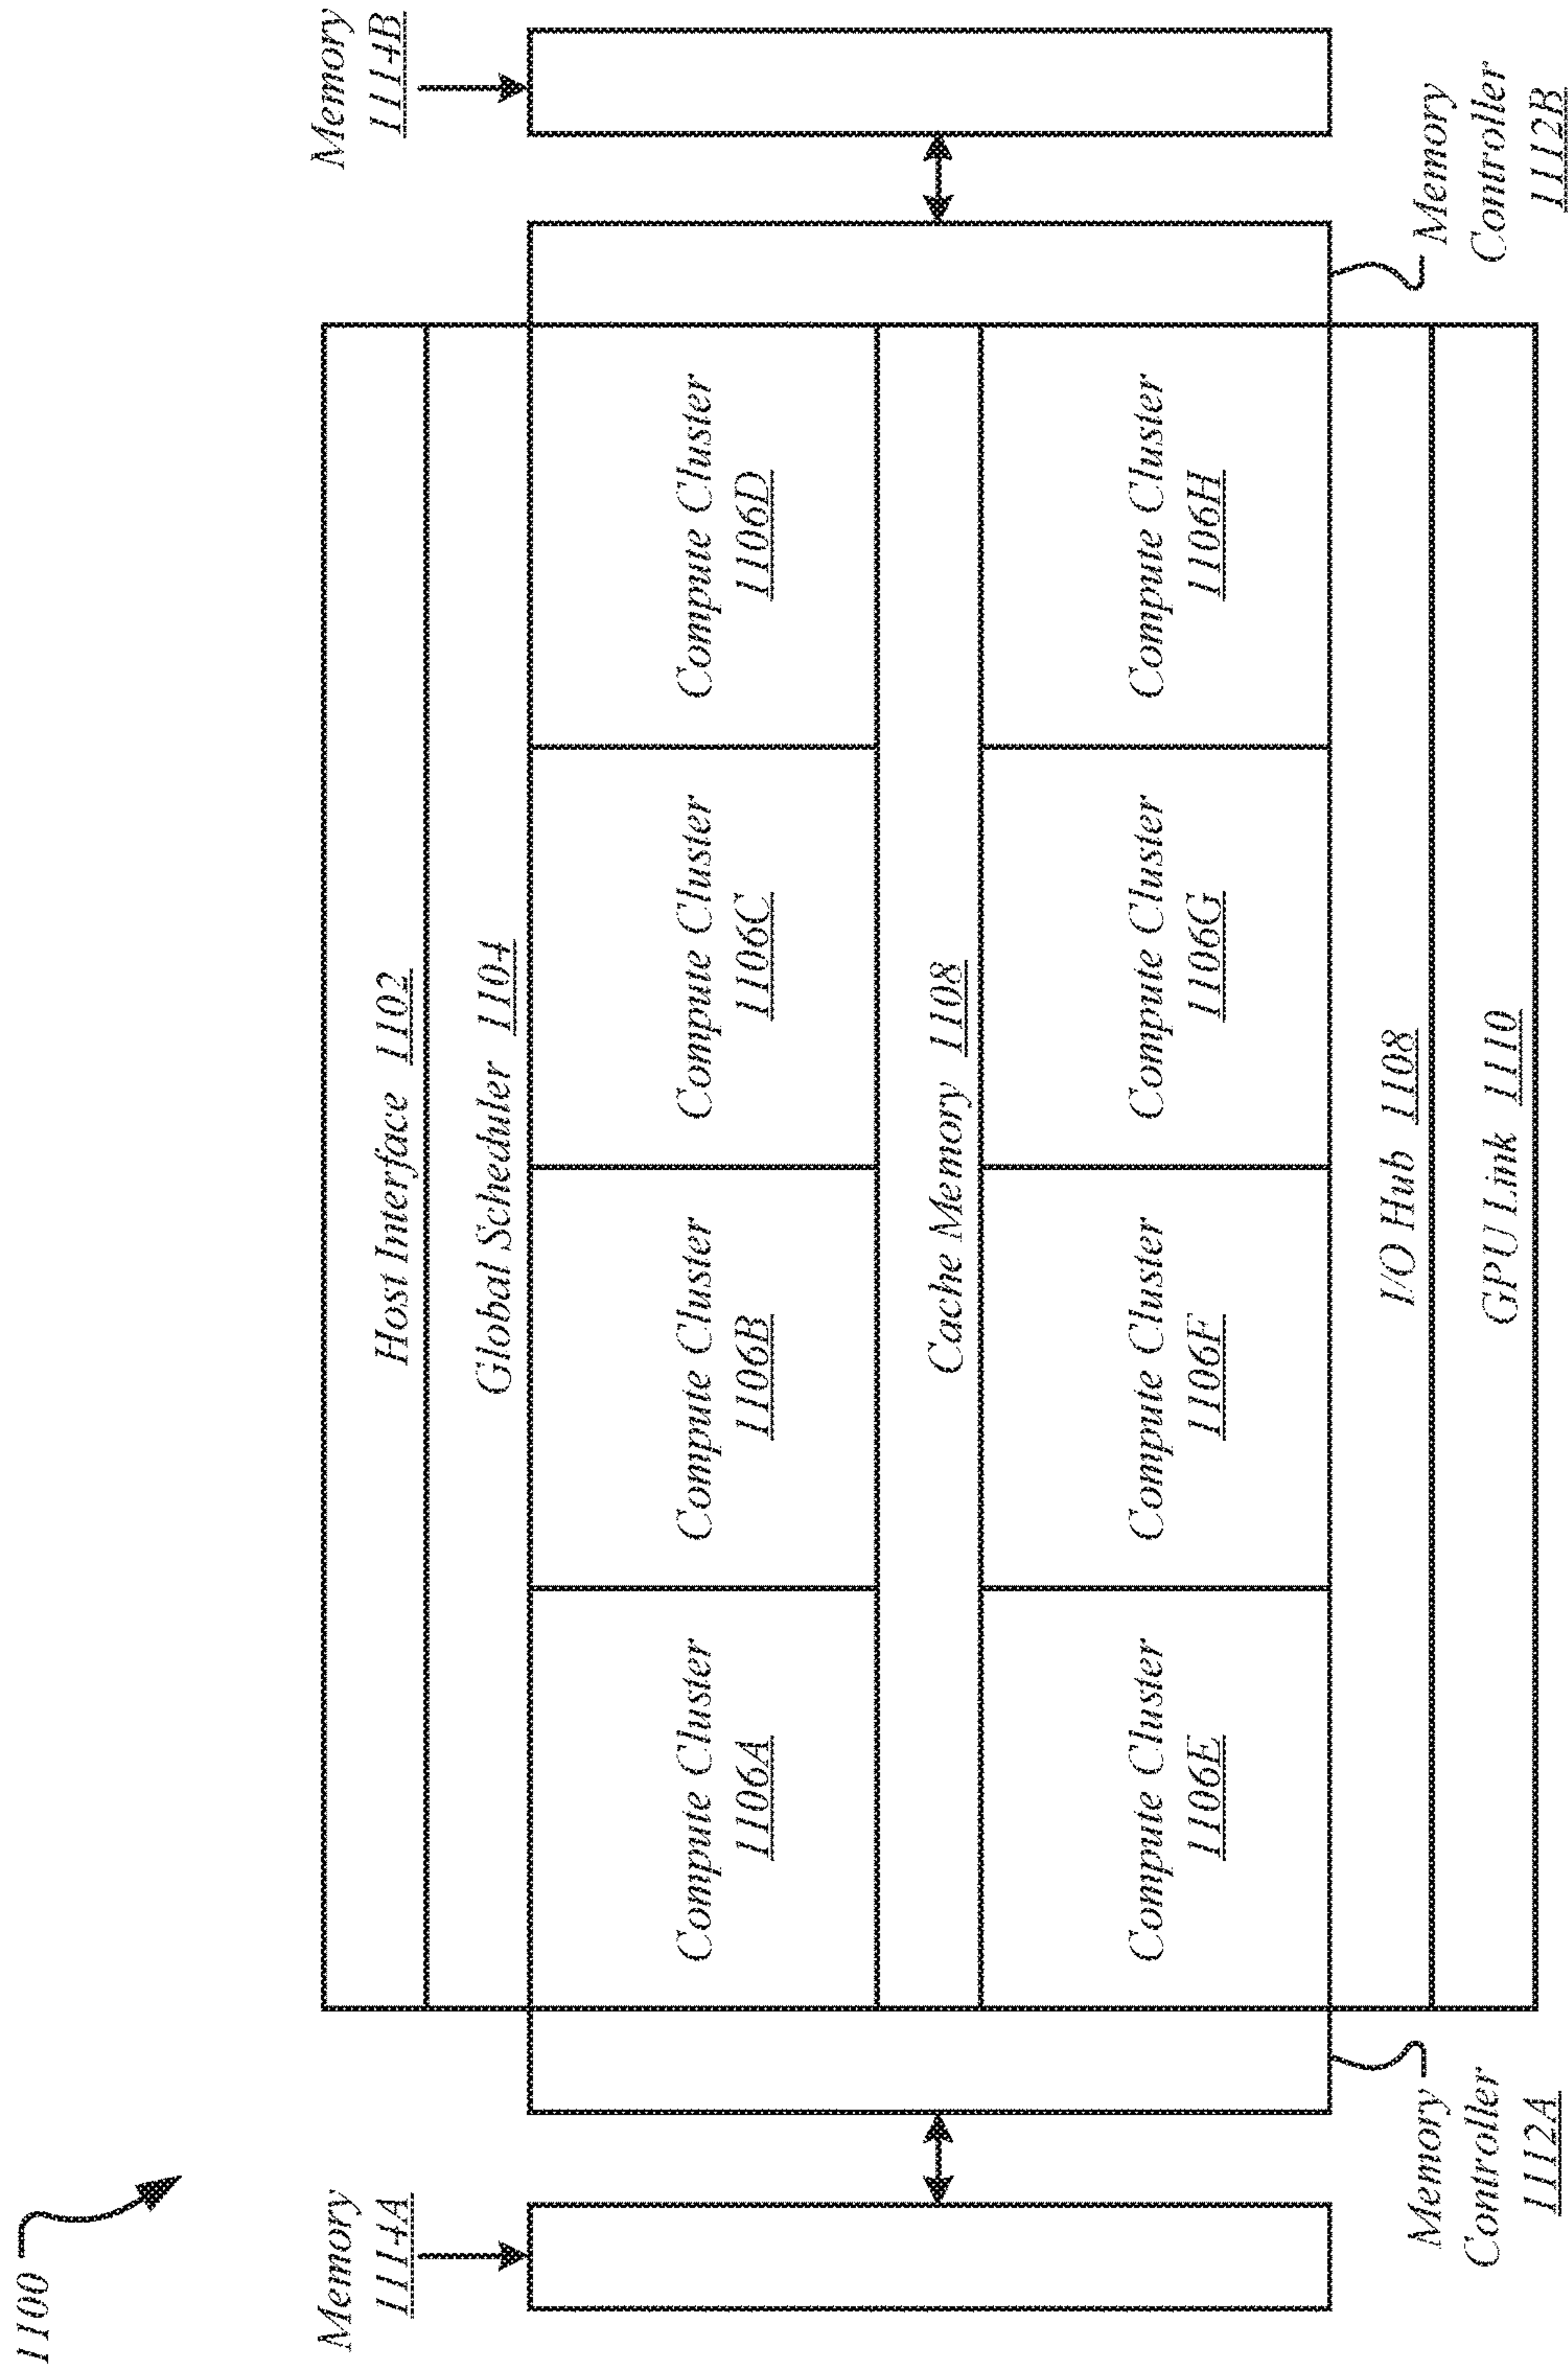 1100
Host Interface 1102
Global Scheduler 1104
Memory
1114A
Memory
1114B
Compute Cluster
1106A
Compute Cluster
1106B
Compute Cluster
1106C
Compute Cluster
1106D
Cache Memory 1108
Compute Cluster
1106E
Compute Cluster
1106F
Compute Cluster
1106G
Compute Cluster
1106H
I/O Hub 1108
GPU Link 1110
Memory
Controller
1112A
Memory
Controller
1112B